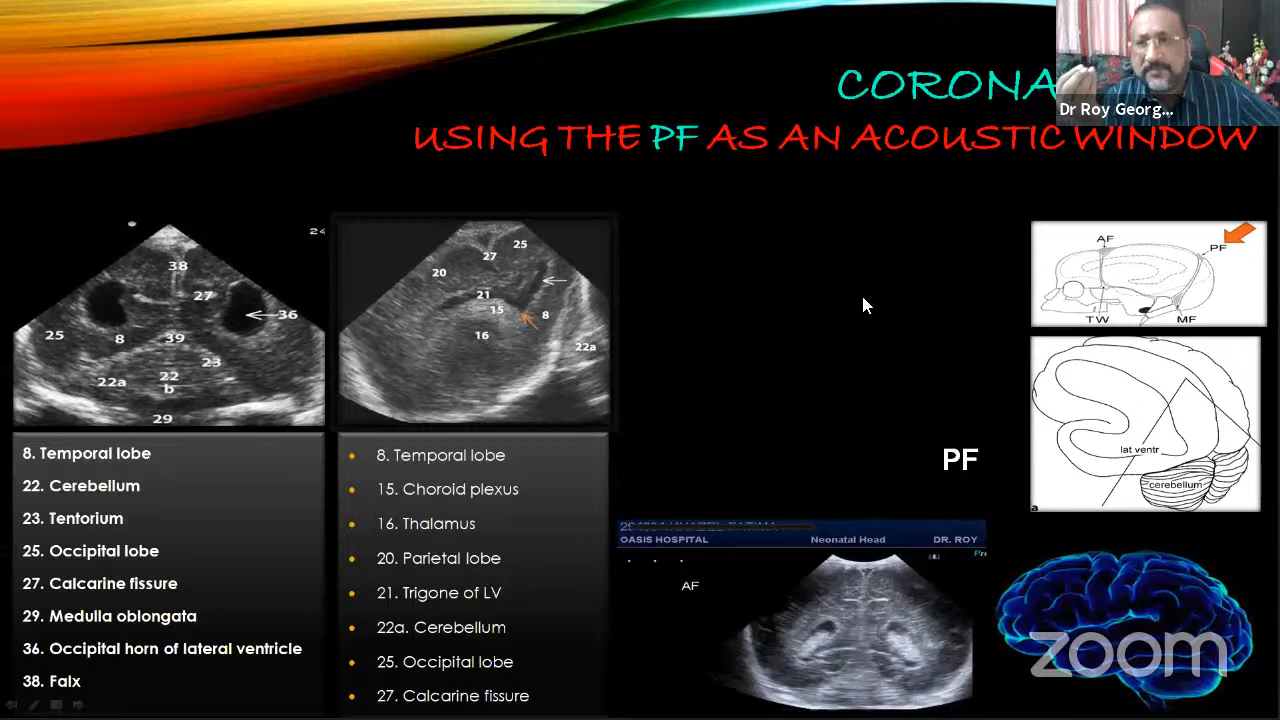 CORONA
USING THE PF AS AN ACOUSTIC WINDOW
Dr Roy Georg...
38
27
36
25
8
39
23
22a
22
b
29
24
25
27
20
21
15
8
16
22a
AF
PF
TW
MF
lat ventr
cerebellum
a
8. Temporal lobe
22. Cerebellum
23. Tentorium
25. Occipital lobe
27. Calcarine fissure
29. Medulla oblongata
36. Occipital horn of lateral ventricle
38. Falx
• 8. Temporal lobe
• 15. Choroid plexus
• 16. Thalamus
• 20. Parietal lobe
• 21. Trigone of LV
• 22a. Cerebellum
• 25. Occipital lobe
• 27. Calcarine fissure
PF
OASIS HOSPITAL Neonatal Head DR. ROY
AF
zoom